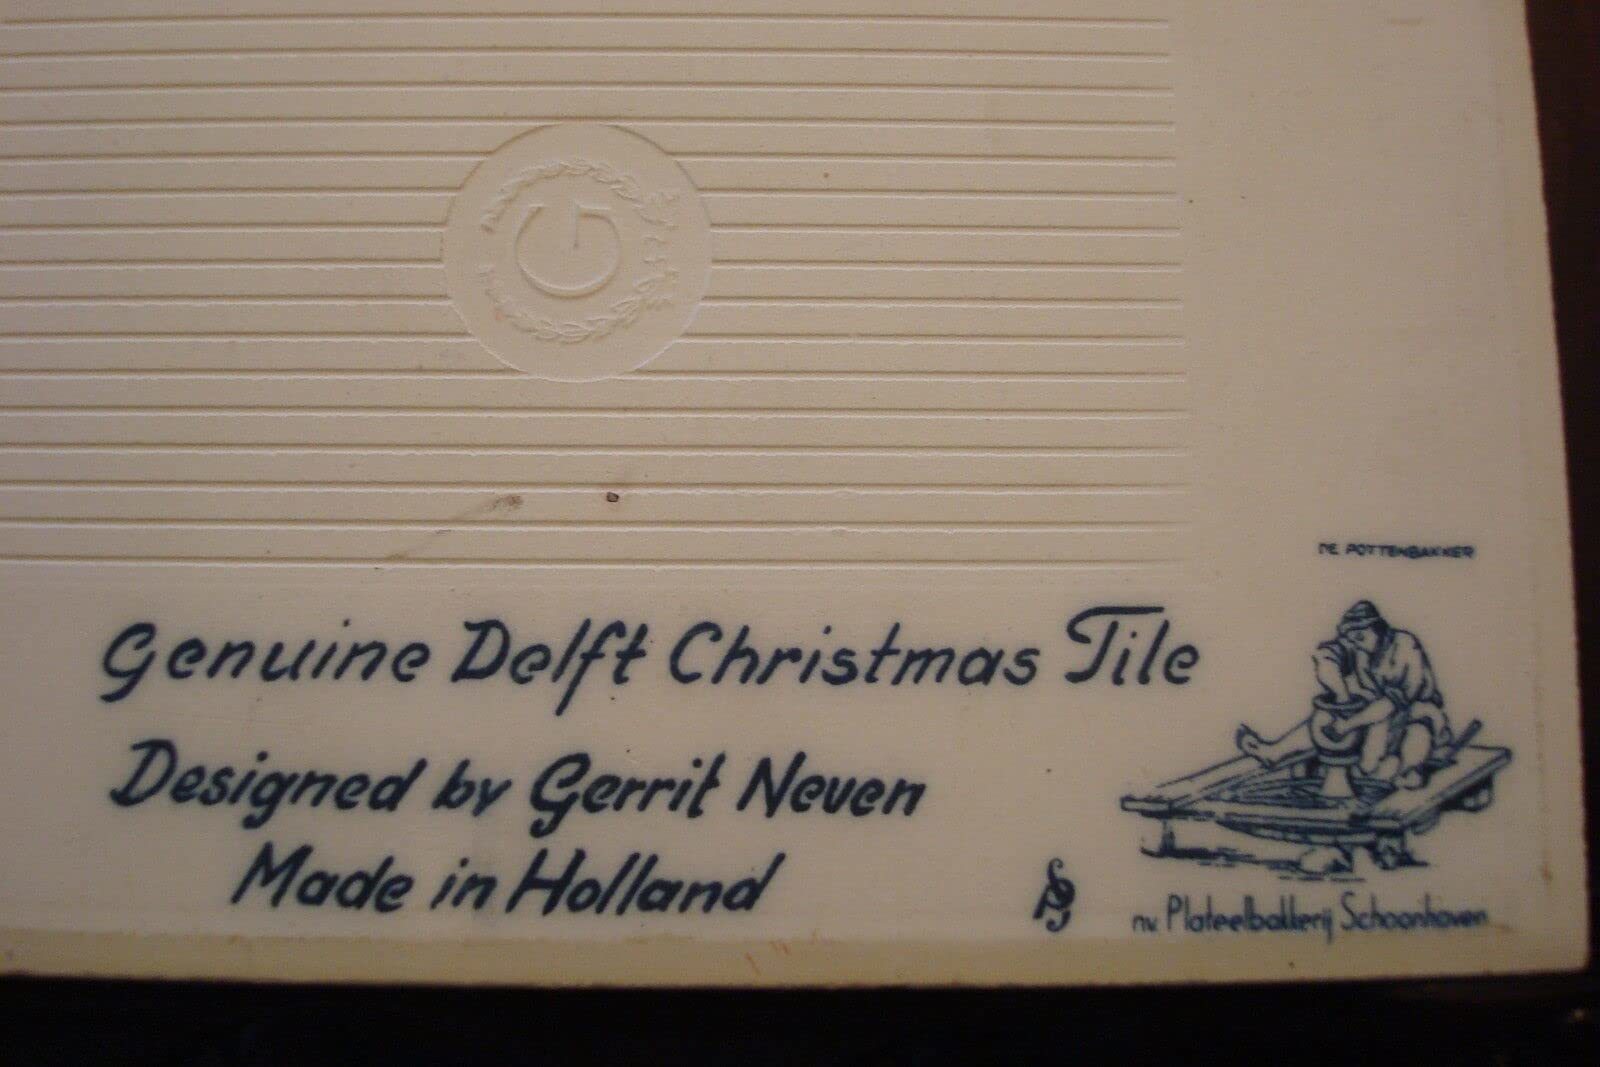 G
DE POTTENBAKKER
Genuine Delft Christmas Tile
Designed by Gerrit Neven
Made in Holland
nv. Plateelbakkerij Schoonhoven